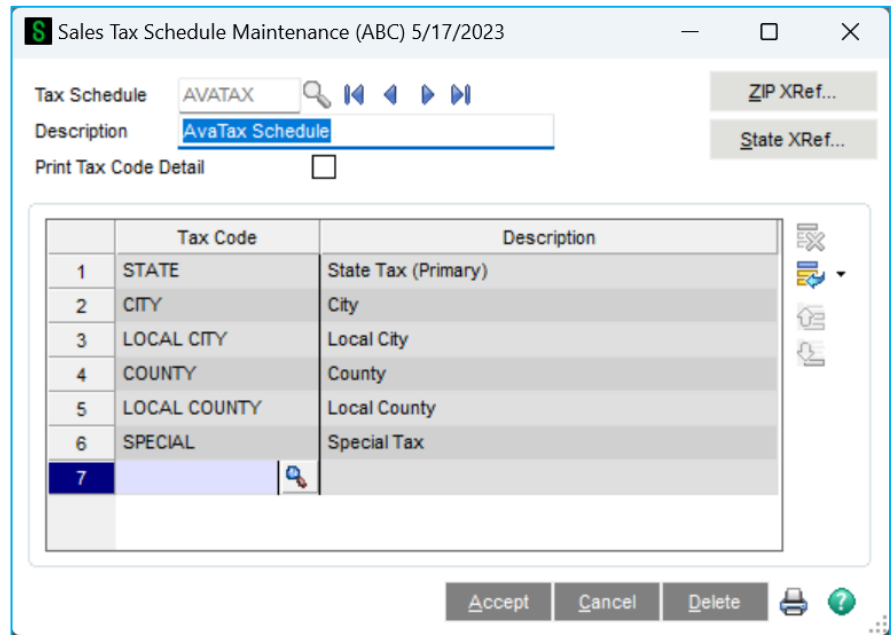 S Sales Tax Schedule Maintenance (ABC) 5/17/2023
Tax Schedule AVATAX ZIP XRef...
Description AvaTax Schedule State XRef...
Print Tax Code Detail
Tax Code Description
1 STATE State Tax (Primary)
2 CITY City
3 LOCAL CITY Local City
4 COUNTY County
5 LOCAL COUNTY Local County
6 SPECIAL Special Tax
7
Accept Cancel Delete ?